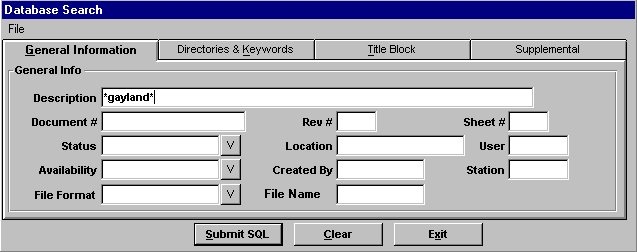 Database Search
File
General Information Directories & Keywords Title Block Supplemental
General Info
Description *gayland*
Document # Rev # Sheet #
Status V Location User
Availability V Created By Station
File Format V File Name
Submit SQL Clear Exit